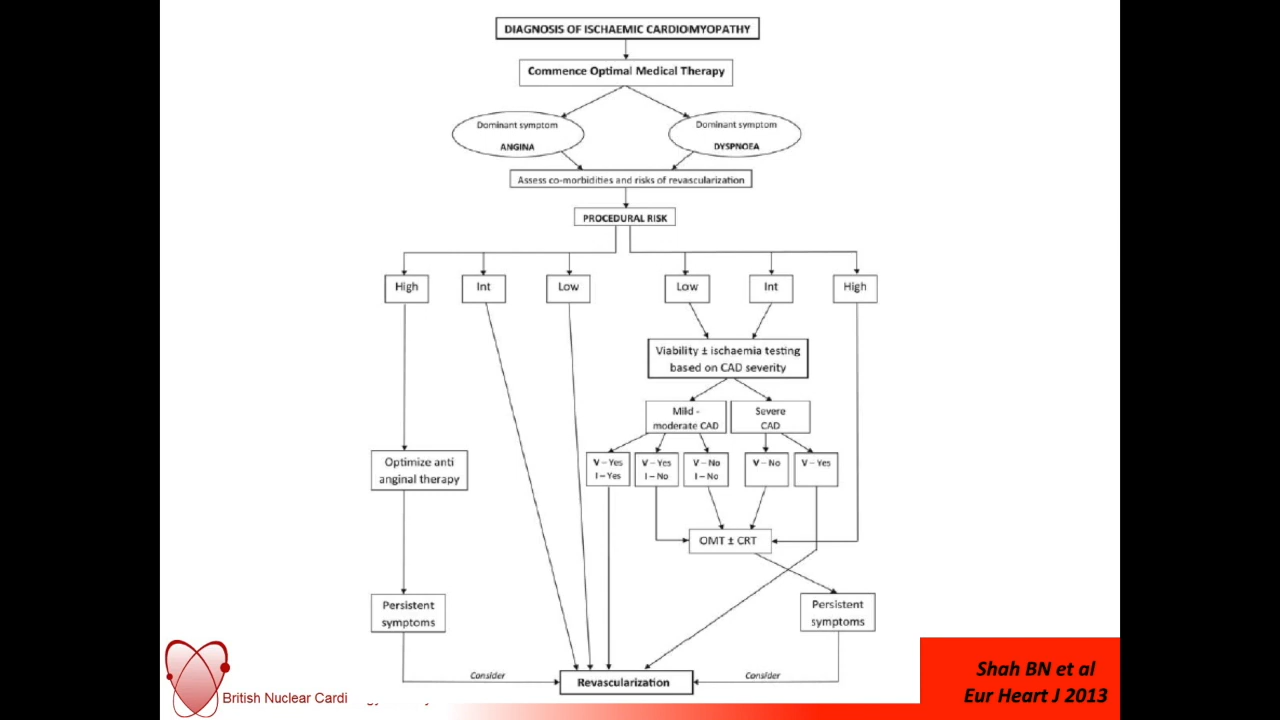 DIAGNOSIS OF ISCHAEMIC CARDIOMYOPATHY
Commence Optimal Medical Therapy
Dominant symptom
ANGINA
Dominant symptom
DYSPNOEA
Assess co-morbidities and risks of revascularization
PROCEDURAL RISK
High
Int
Low
Low
Int
High
Viability ± ischaemia testing
based on CAD severity
Mild -
moderate CAD
Severe
CAD
V – Yes
I – Yes
V – Yes
I – No
V – No
I – No
V – No
V – Yes
Optimize anti
anginal therapy
OMT ± CRT
Persistent
symptoms
Persistent
symptoms
Consider
Revascularization
Consider
British Nuclear Cardi
Shah BN et al
Eur Heart J 2013